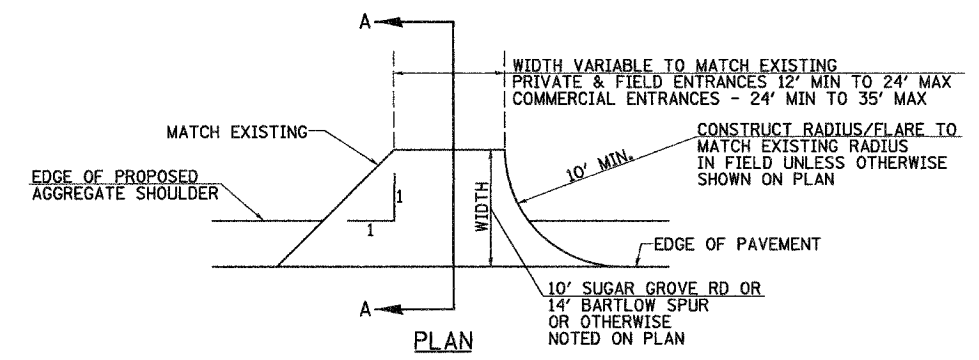 A
WIDTH VARIABLE TO MATCH EXISTING
PRIVATE & FIELD ENTRANCES 12' MIN TO 24' MAX
COMMERCIAL ENTRANCES - 24' MIN TO 35' MAX
MATCH EXISTING
CONSTRUCT RADIUS/FLARE TO
MATCH EXISTING RADIUS
IN FIELD UNLESS OTHERWISE
SHOWN ON PLAN
10' MIN.
EDGE OF PROPOSED
AGGREGATE SHOULDER
1
1
WIDTH
EDGE OF PAVEMENT
10' SUGAR GROVE RD OR
14' BARTLOW SPUR
OR OTHERWISE
NOTED ON PLAN
A
PLAN